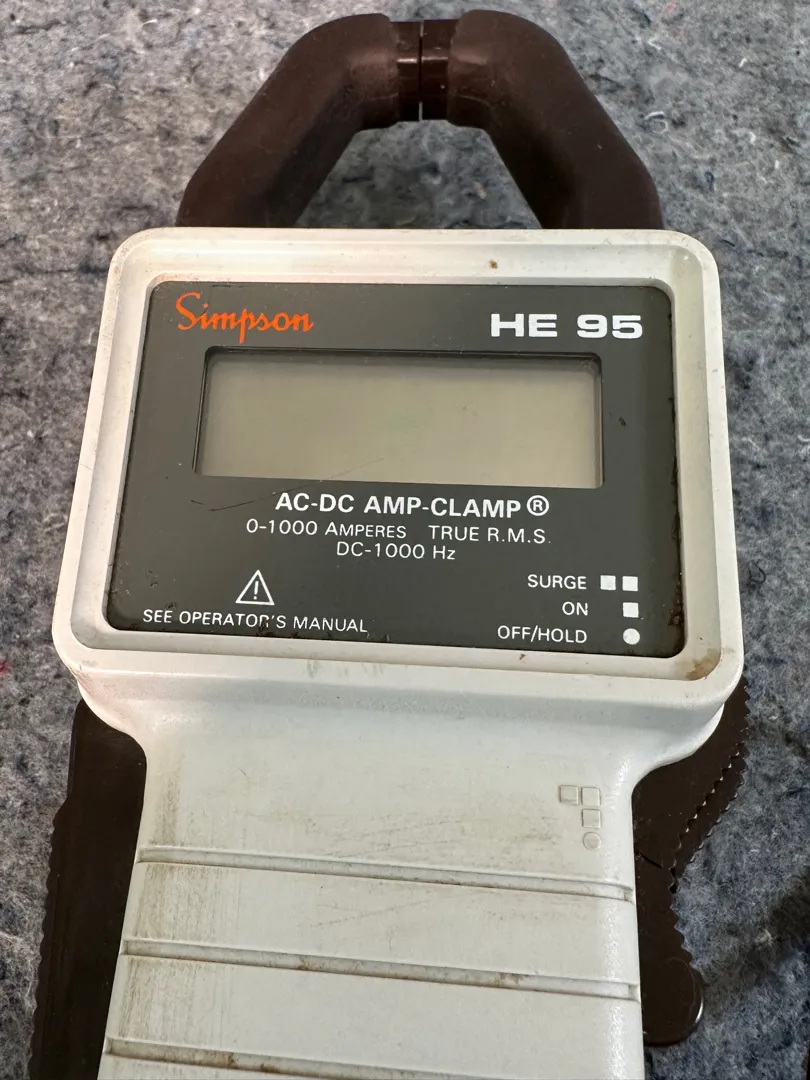 Simpson
HE 95
AC-DC AMP-CLAMP®
0-1000 AMPERES TRUE R.M.S.
DC-1000 Hz
SURGE
ON
SEE OPERATOR'S MANUAL
OFF/HOLD